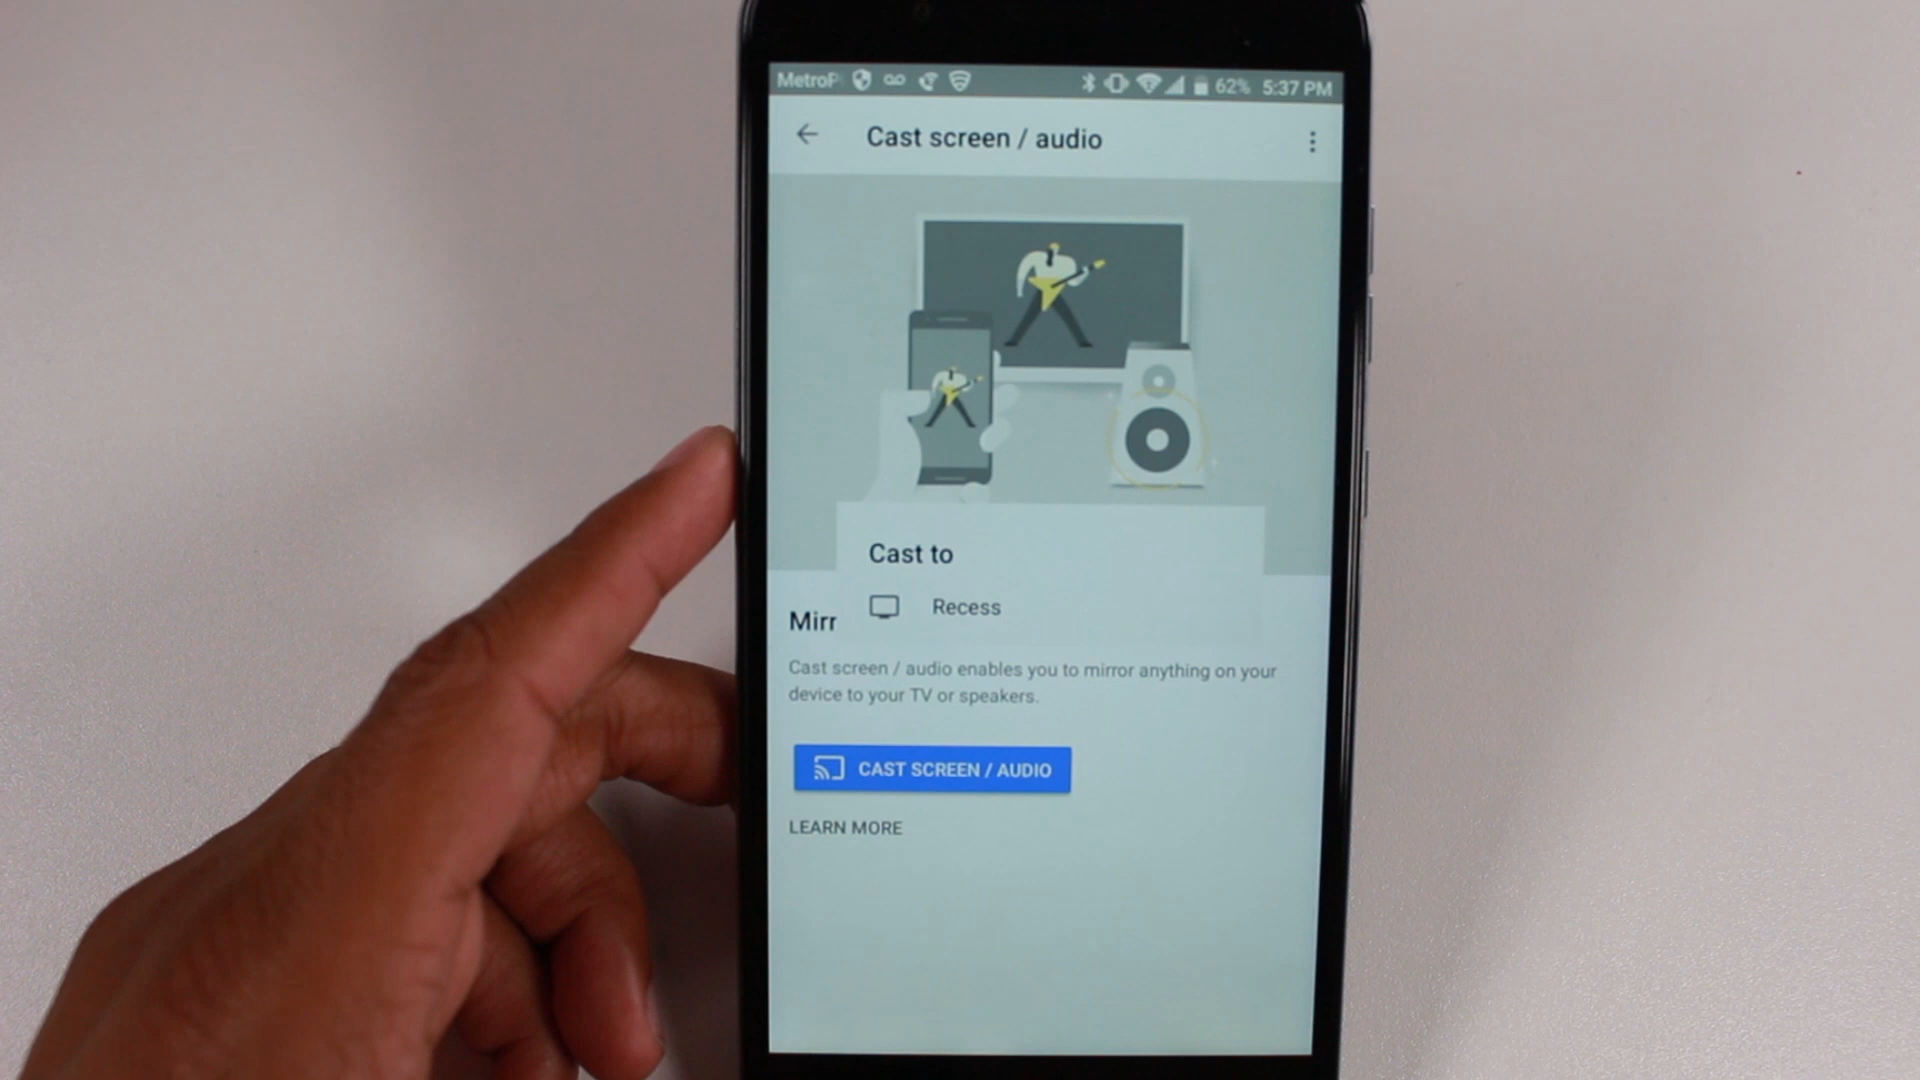 MetroP 62% 5:37 PM
Cast screen / audio
Cast to
Recess
Mirr
Cast screen / audio enables you to mirror anything on your
device to your TV or speakers.
CAST SCREEN / AUDIO
LEARN MORE